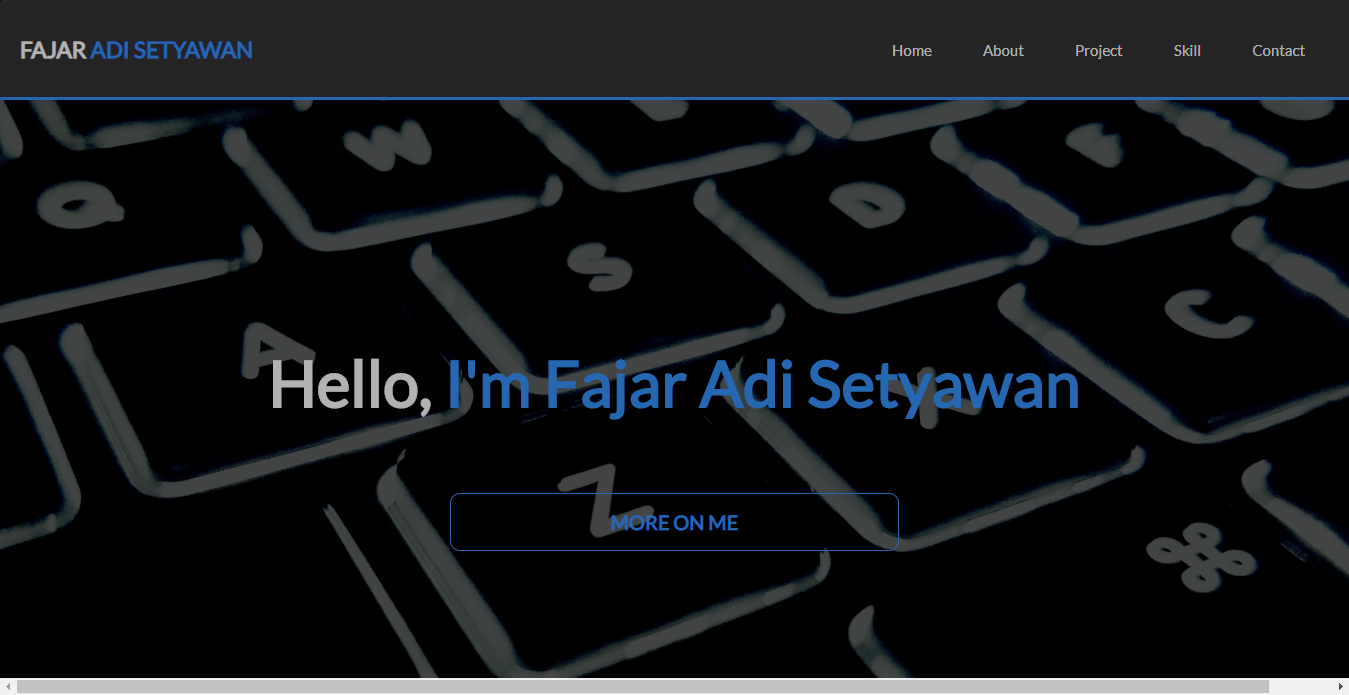 FAJAR ADI SETYAWAN
Home About Project Skill Contact
W
Q
D
S
C
A
Hello, I'm Fajar Adi Setyawan
X
Z
MORE ON ME
⌘